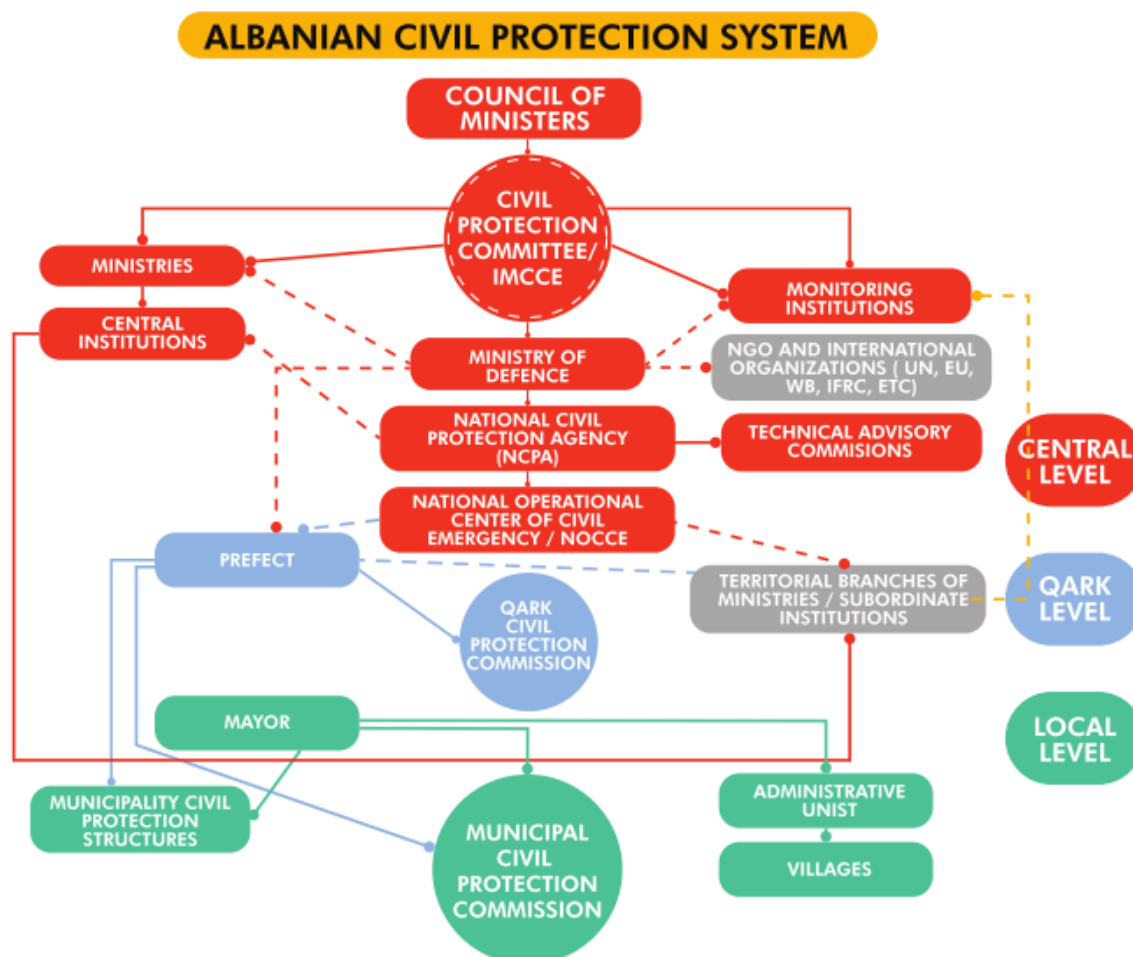 ALBANIAN CIVIL PROTECTION SYSTEM
COUNCIL OF
MINISTERS
CIVIL
PROTECTION
COMMITTEE/
IMCCE
MINISTRIES
MONITORING
INSTITUTIONS
CENTRAL
INSTITUTIONS
MINISTRY OF
DEFENCE
NGO AND INTERNATIONAL
ORGANIZATIONS ( UN, EU,
WB, IFRC, ETC)
NATIONAL CIVIL
PROTECTION AGENCY
(NCPA)
TECHNICAL ADVISORY
COMMISIONS
CENTRAL
LEVEL
NATIONAL OPERATIONAL
CENTER OF CIVIL
EMERGENCY / NOCCE
PREFECT
QARK
CIVIL
PROTECTION
COMMISSION
TERRITORIAL BRANCHES OF
MINISTRIES / SUBORDINATE
INSTITUTIONS
QARK
LEVEL
MAYOR
LOCAL
LEVEL
MUNICIPALITY CIVIL
PROTECTION
STRUCTURES
MUNICIPAL
CIVIL
PROTECTION
COMMISSION
ADMINISTRATIVE
UNIST
VILLAGES